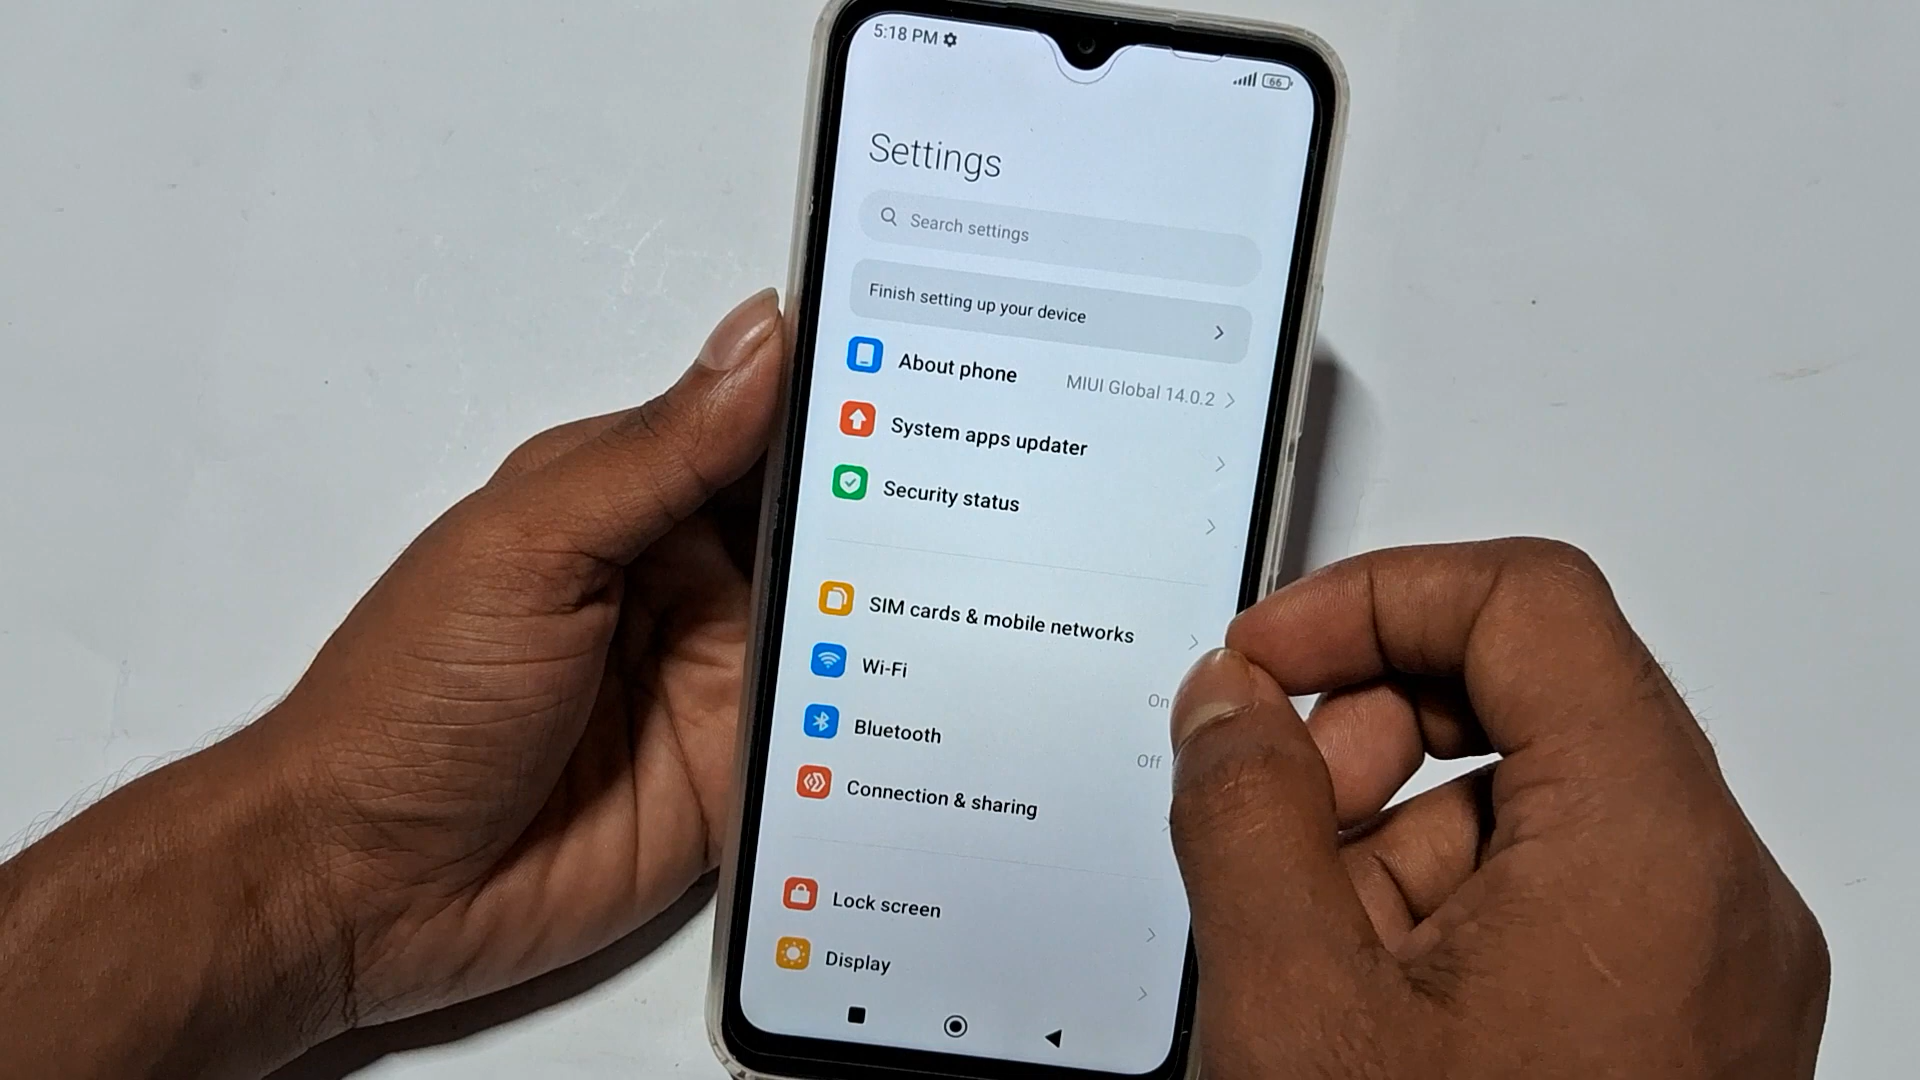 5:18 PM
66
Settings
Search settings
Finish setting up your device
About phone MIUI Global 14.0.2
System apps updater
Security status
SIM cards & mobile networks
Wi-Fi On
Bluetooth Off
Connection & sharing
Lock screen
Display